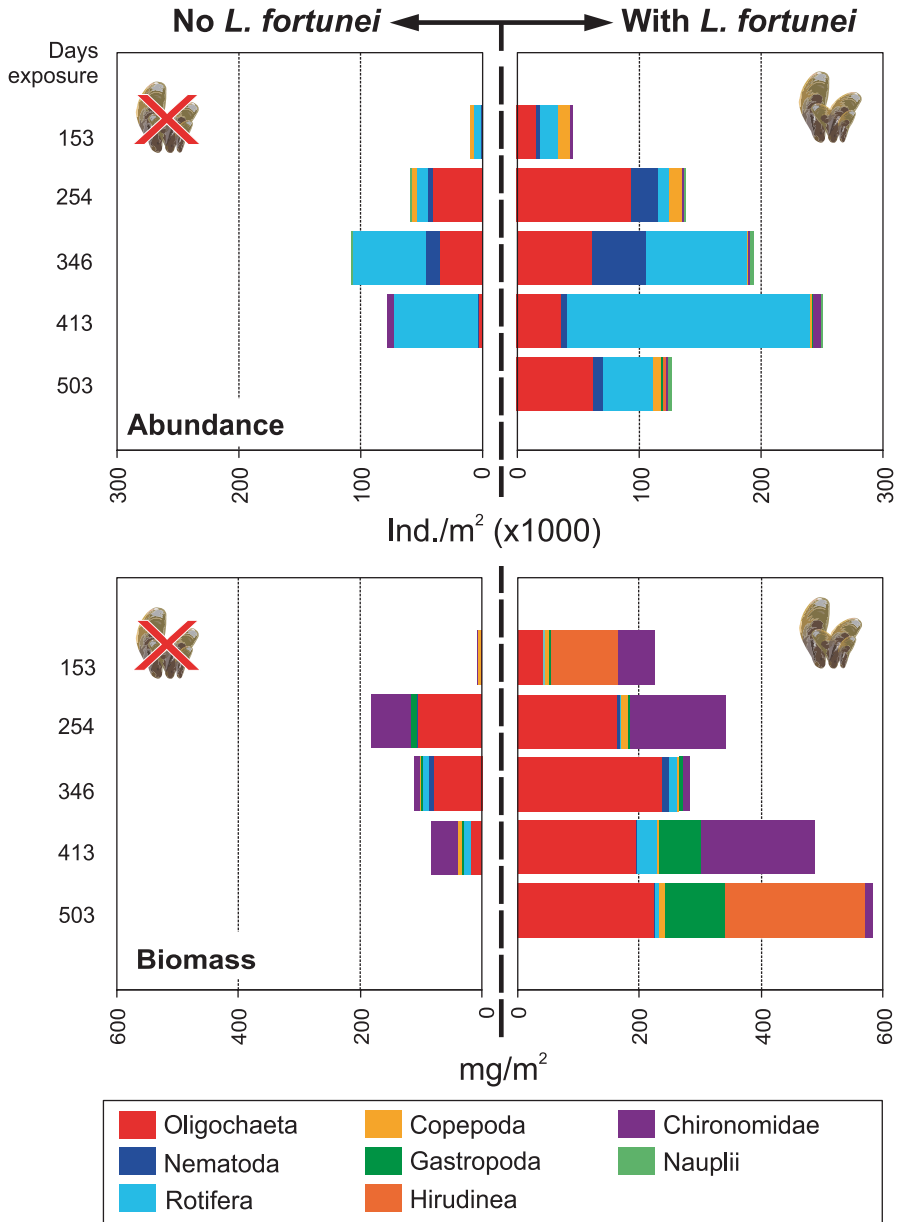 No L. fortunei With L. fortunei
Days
exposure
153
254
346
413
503
Abundance
300 200 100 0 0 100 200 300
Ind./m² (x1000)
153
254
346
413
503
Biomass
600 400 200 0 0 200 400 600
mg/m²
Oligochaeta Copepoda Chironomidae
Nematoda Gastropoda Nauplii
Rotifera Hirudinea